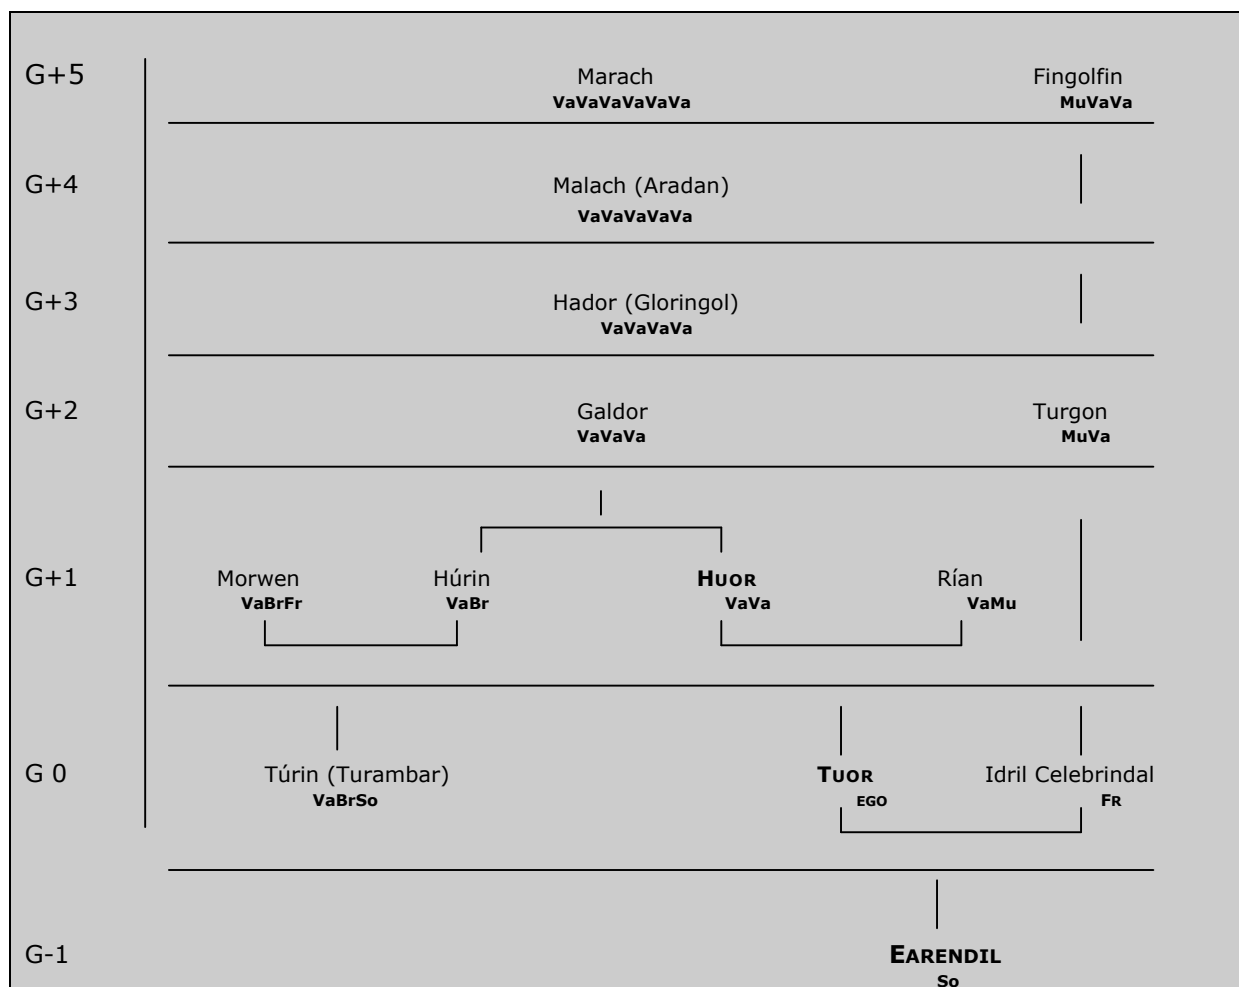 G+5 Marach Fingolfin
VaVaVaVaVaVa MuVaVa
G+4 Malach (Aradan)
VaVaVaVaVa
G+3 Hador (Gloringol)
VaVaVaVa
G+2 Galdor Turgon
VaVaVa MuVa
G+1 Morwen Húrin HUOR Rían
VaBrFr VaBr VaVa VaMu
G 0 Túrin (Turambar) TUOR Idril Celebrindal
VaBrSo EGO FR
G-1 EARENDIL
So